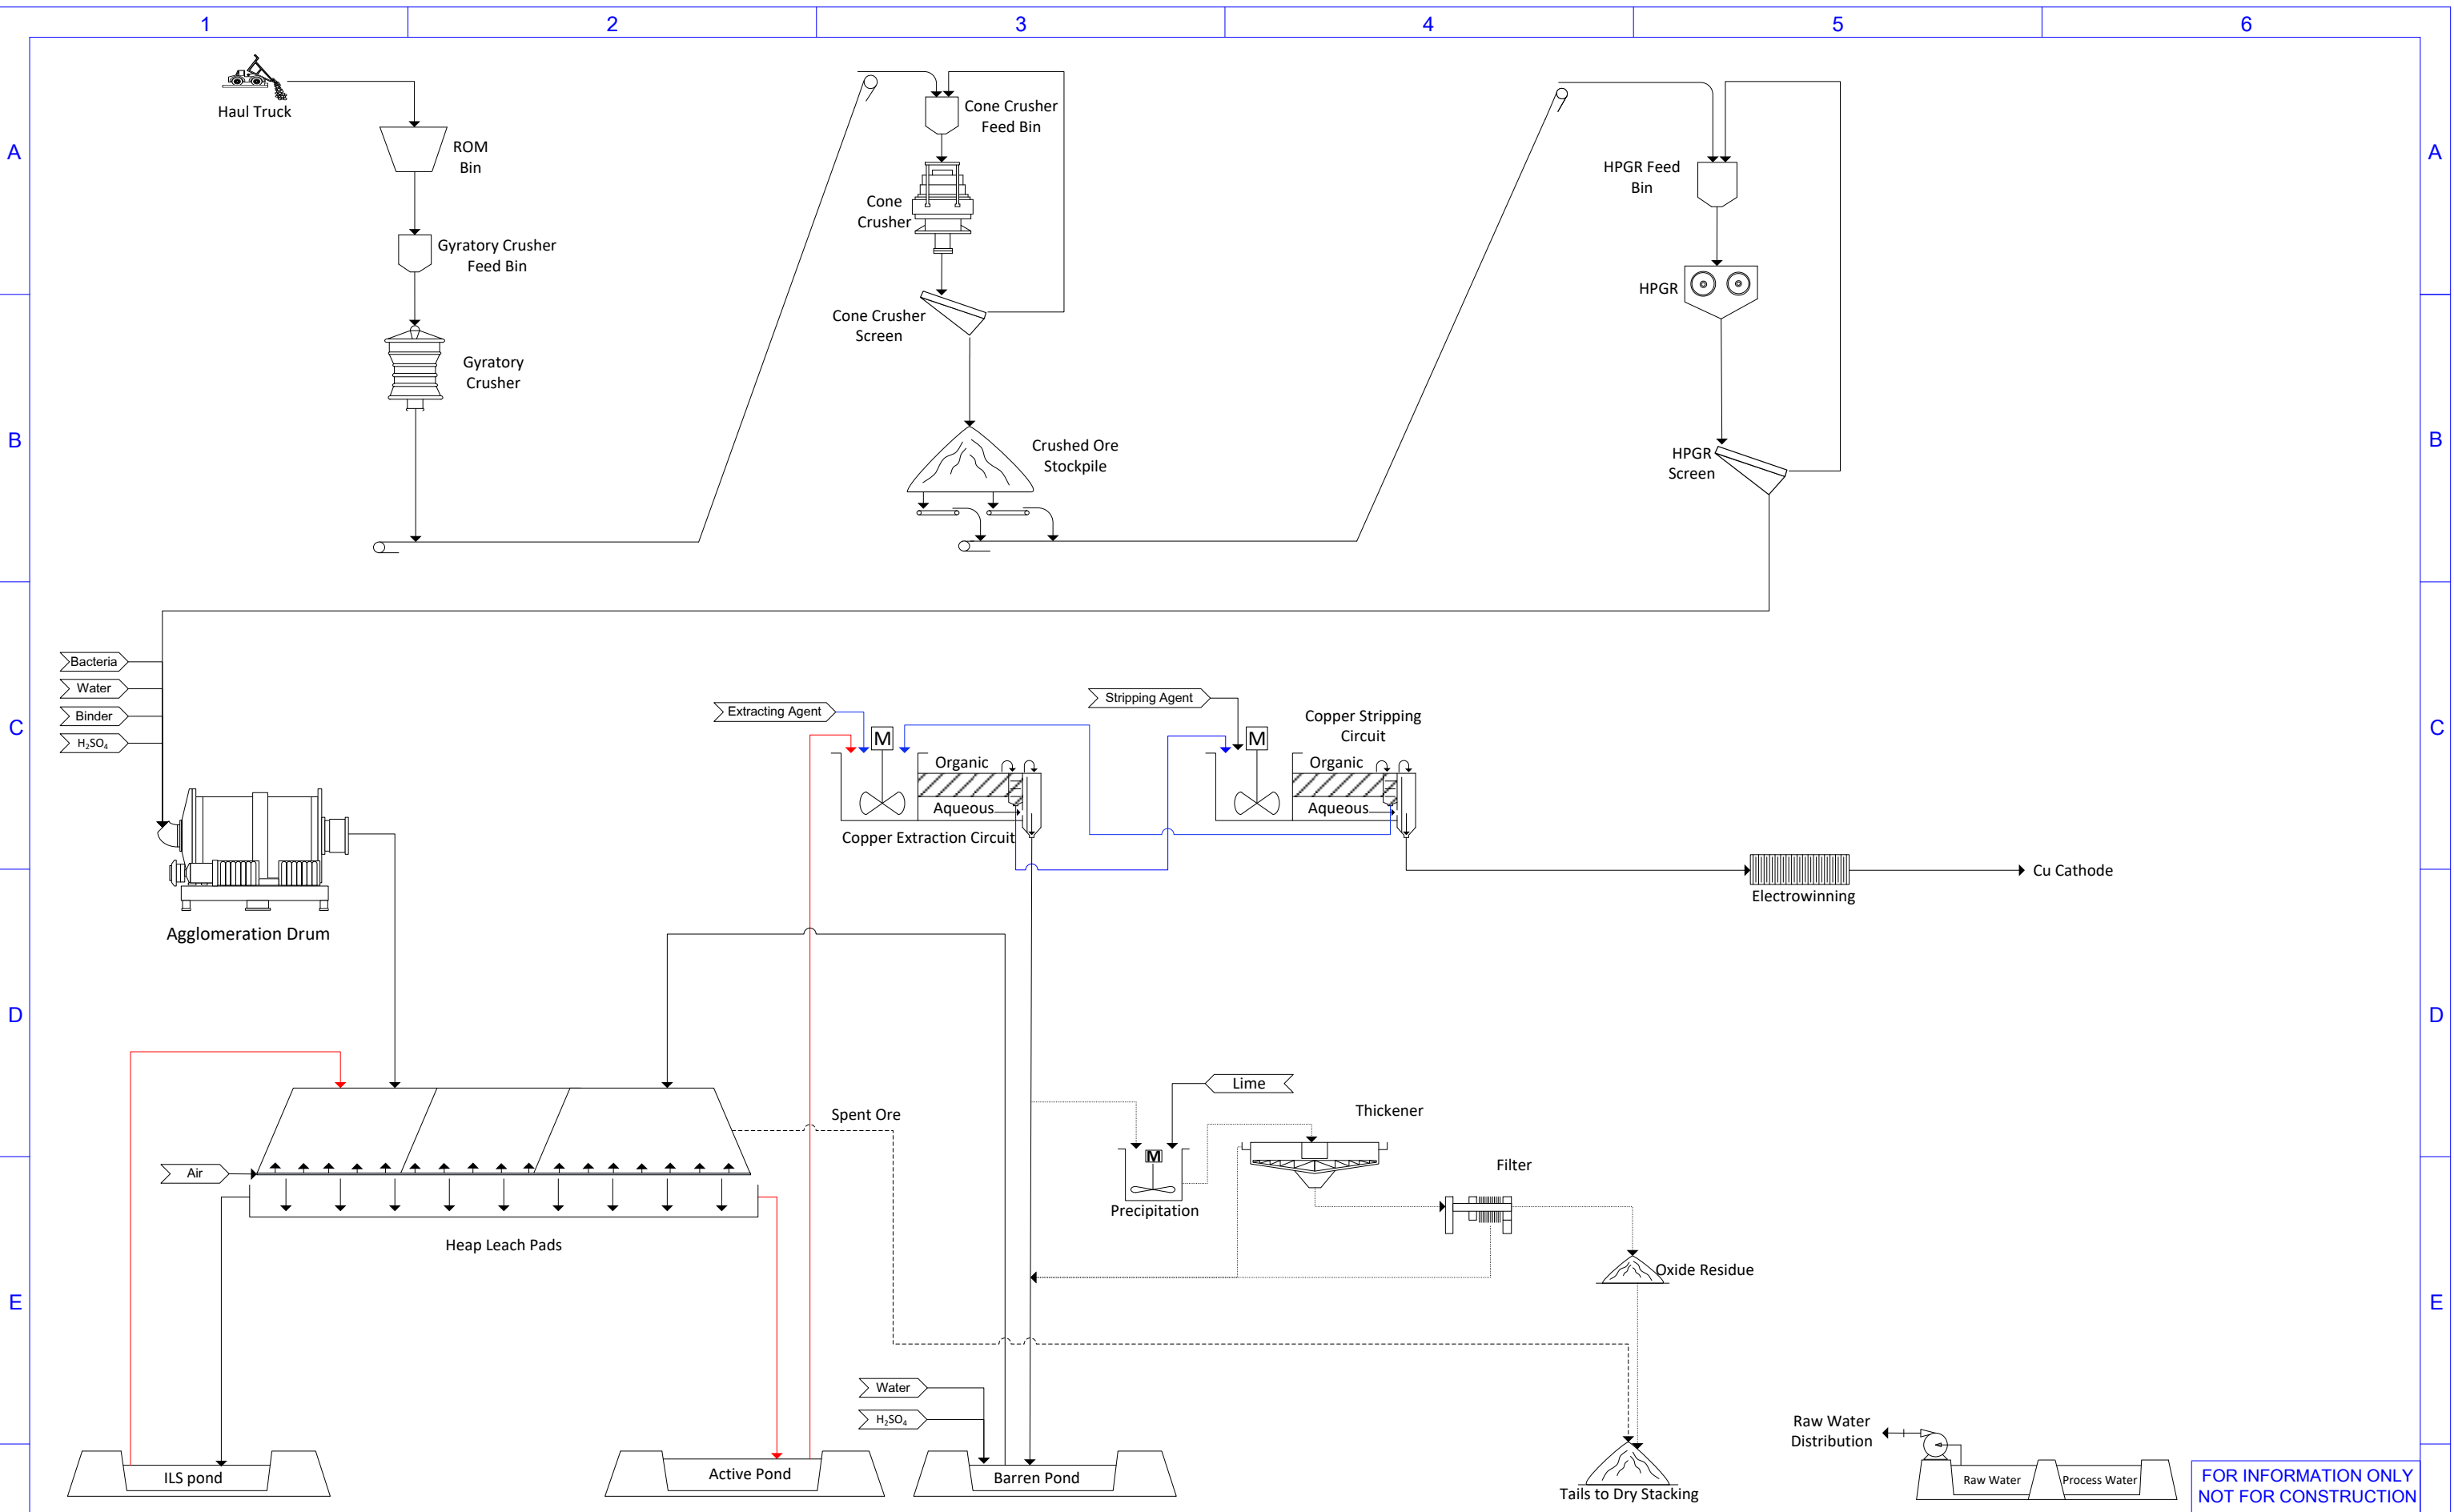 1 2 3 4 5 6
A A
B B
C C
D D
E E
Haul Truck
ROM
Bin
Gyratory Crusher
Feed Bin
Gyratory
Crusher
Cone Crusher
Feed Bin
Cone
Crusher
Cone Crusher
Screen
Crushed Ore
Stockpile
HPGR Feed
Bin
HPGR
HPGR
Screen
Bacteria
Water
Binder
H₂SO₄
Agglomeration Drum
Extracting Agent
M
Organic
Aqueous
Copper Extraction Circuit
Stripping Agent
M
Copper Stripping
Circuit
Organic
Aqueous
Electrowinning
Cu Cathode
Air
Heap Leach Pads
Spent Ore
Lime
M
Precipitation
Thickener
Filter
Oxide Residue
Water
H₂SO₄
ILS pond
Active Pond
Barren Pond
Tails to Dry Stacking
Raw Water
Distribution
Raw Water
Process Water
FOR INFORMATION ONLY
NOT FOR CONSTRUCTION